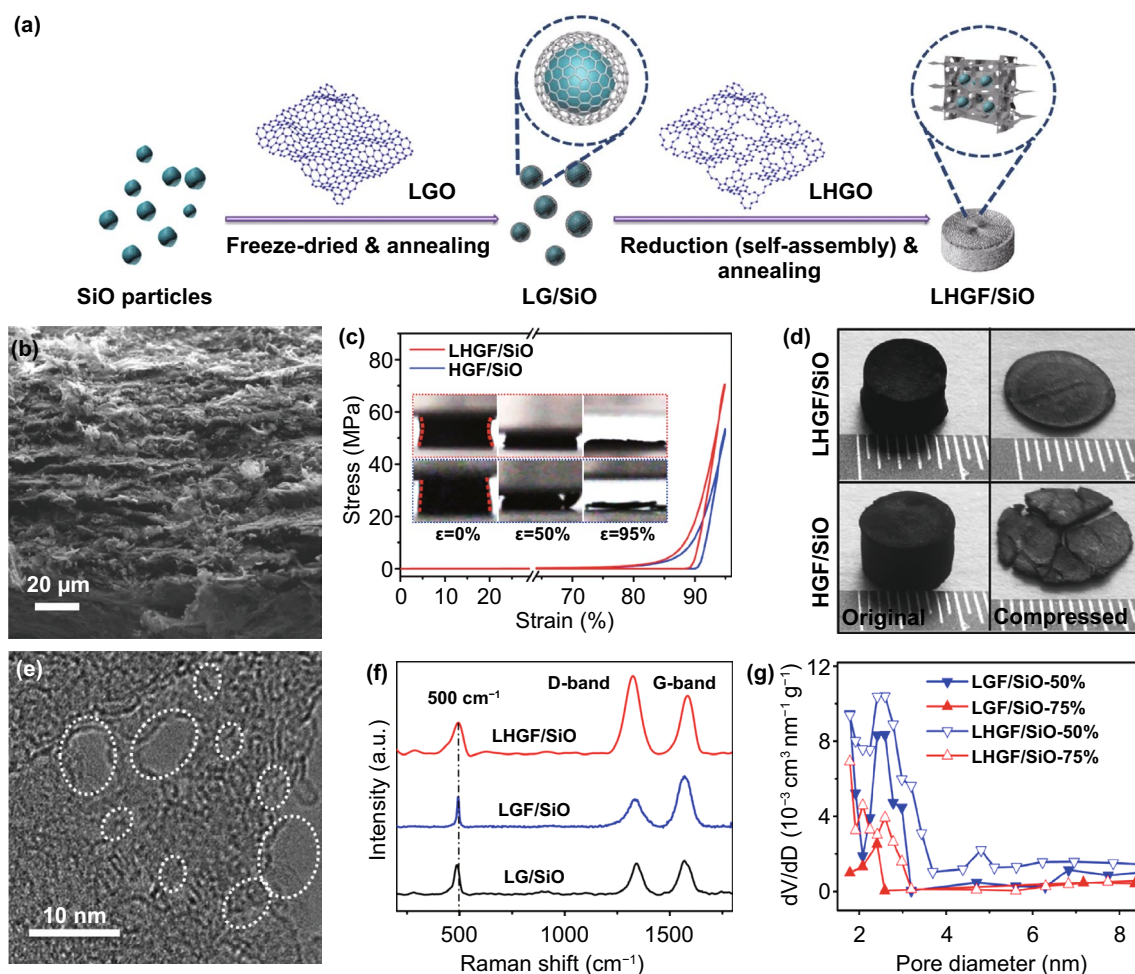 (a)
LGO
LHGO
Freeze-dried & annealing
Reduction (self-assembly) &
annealing
SiO particles
LG/SiO
LHGF/SiO
(b)
20 μm
(c)
80
60
40
20
0
Stress (MPa)
LHGF/SiO
HGF/SiO
ε=0%
ε=50%
ε=95%
0
10
20
70
80
90
Strain (%)
(d)
LHGF/SiO
HGF/SiO
Original
Compressed
(e)
10 nm
(f)
500 cm⁻¹
D-band
G-band
LHGF/SiO
LGF/SiO
LG/SiO
Intensity (a.u.)
500
1000
1500
Raman shift (cm⁻¹)
(g)
12
8
4
0
dV/dD (10⁻³ cm³ nm⁻¹ g⁻¹)
LGF/SiO-50%
LGF/SiO-75%
LHGF/SiO-50%
LHGF/SiO-75%
2
4
6
8
Pore diameter (nm)